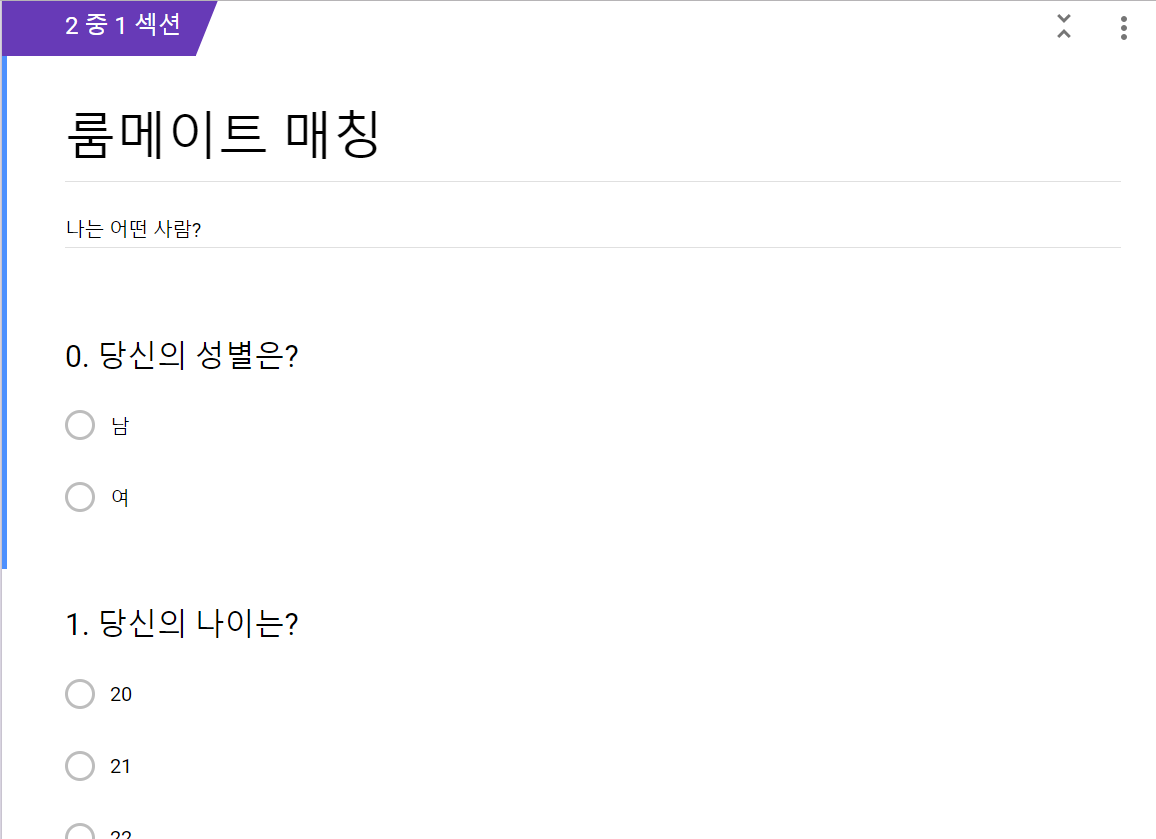 2 중 1 섹션
룸메이트 매칭
나는 어떤 사람?
0. 당신의 성별은?
남
여
1. 당신의 나이는?
20
21
22